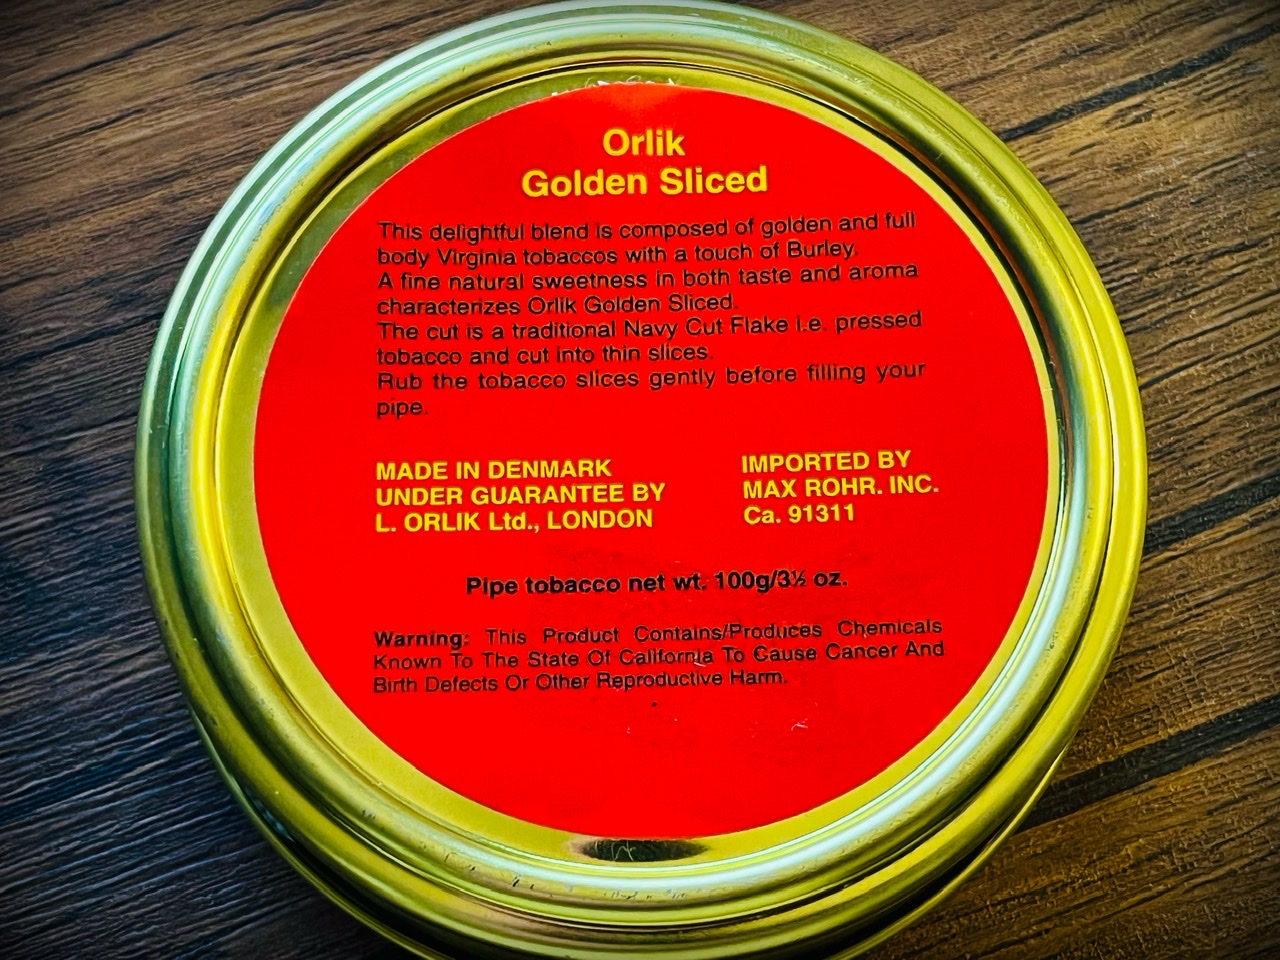 Orlik
Golden Sliced
This delightful blend is composed of golden and full
body Virginia tobaccos with a touch of Burley.
A fine natural sweetness in both taste and aroma
characterizes Orlik Golden Sliced.
The cut is a traditional Navy Cut Flake i.e. pressed
tobacco and cut into thin slices.
Rub the tobacco slices gently before filling your
pipe.
MADE IN DENMARK
UNDER GUARANTEE BY
L. ORLIK Ltd., LONDON
IMPORTED BY
MAX ROHR. INC.
Ca. 91311
Pipe tobacco net wt. 100g/3½ oz.
Warning: This Product Contains/Produces Chemicals
Known To The State Of California To Cause Cancer And
Birth Defects Or Other Reproductive Harm.